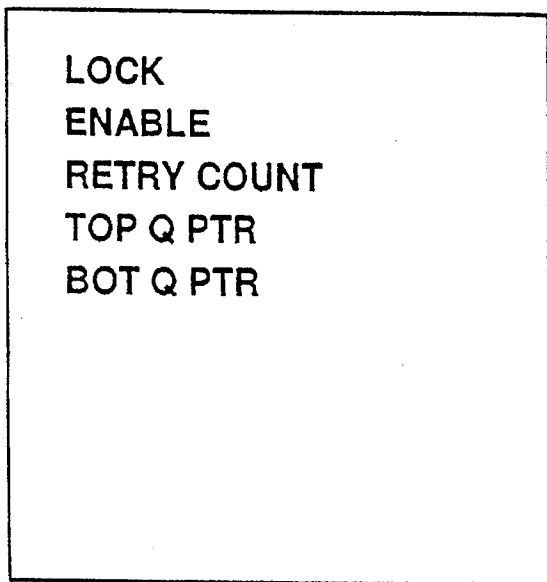 LOCK
ENABLE
RETRY COUNT
TOP Q PTR
BOT Q PTR